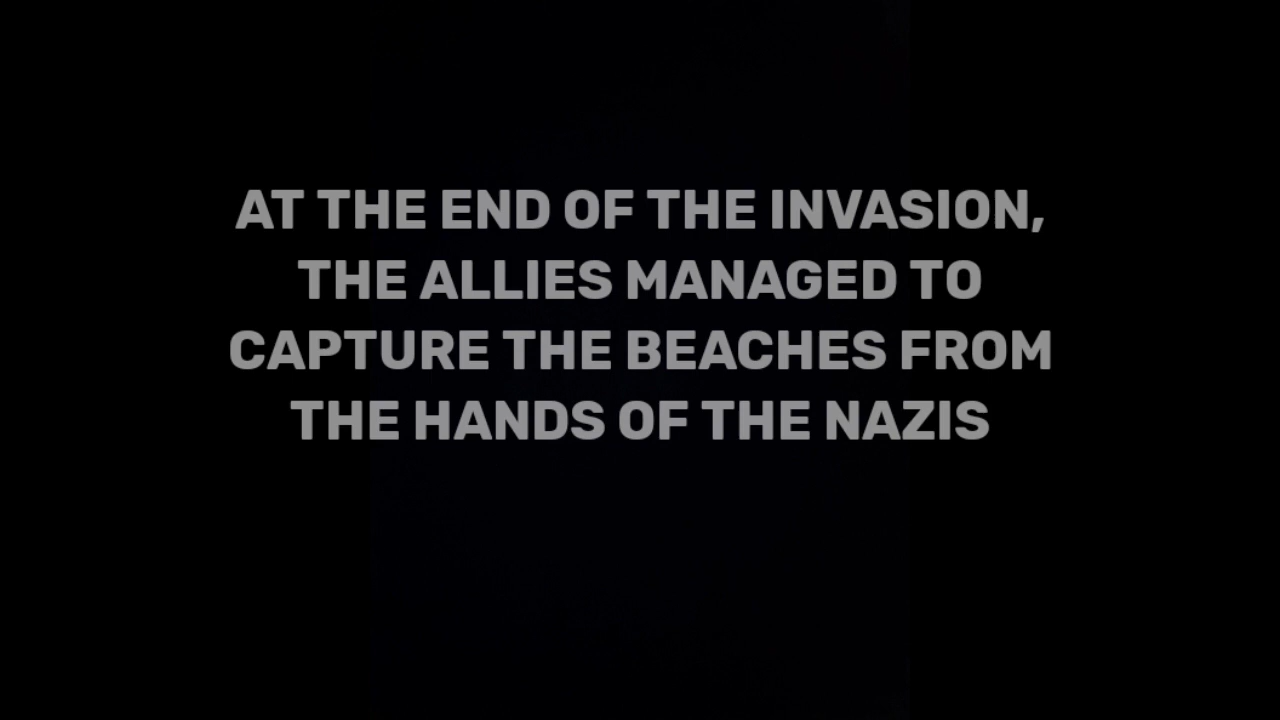 AT THE END OF THE INVASION,
THE ALLIES MANAGED TO
CAPTURE THE BEACHES FROM
THE HANDS OF THE NAZIS